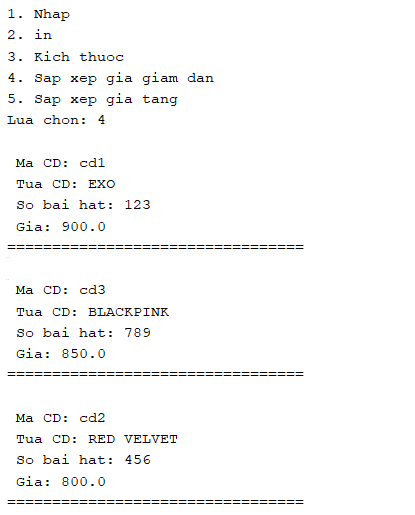 1. Nhap
2. in
3. Kich thuoc
4. Sap xep gia giam dan
5. Sap xep gia tang
Lua chon: 4
Ma CD: cd1
Tua CD: EXO
So bai hat: 123
Gia: 900.0
=================================
Ma CD: cd3
Tua CD: BLACKPINK
So bai hat: 789
Gia: 850.0
=================================
Ma CD: cd2
Tua CD: RED VELVET
So bai hat: 456
Gia: 800.0
=================================